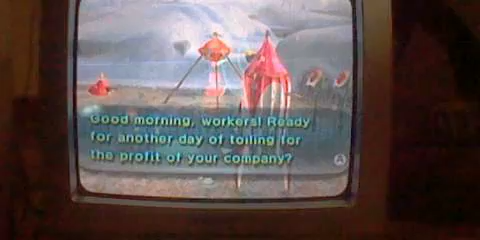 Good morning, workers! Ready
for another day of toiling for
the profit of your company?
A